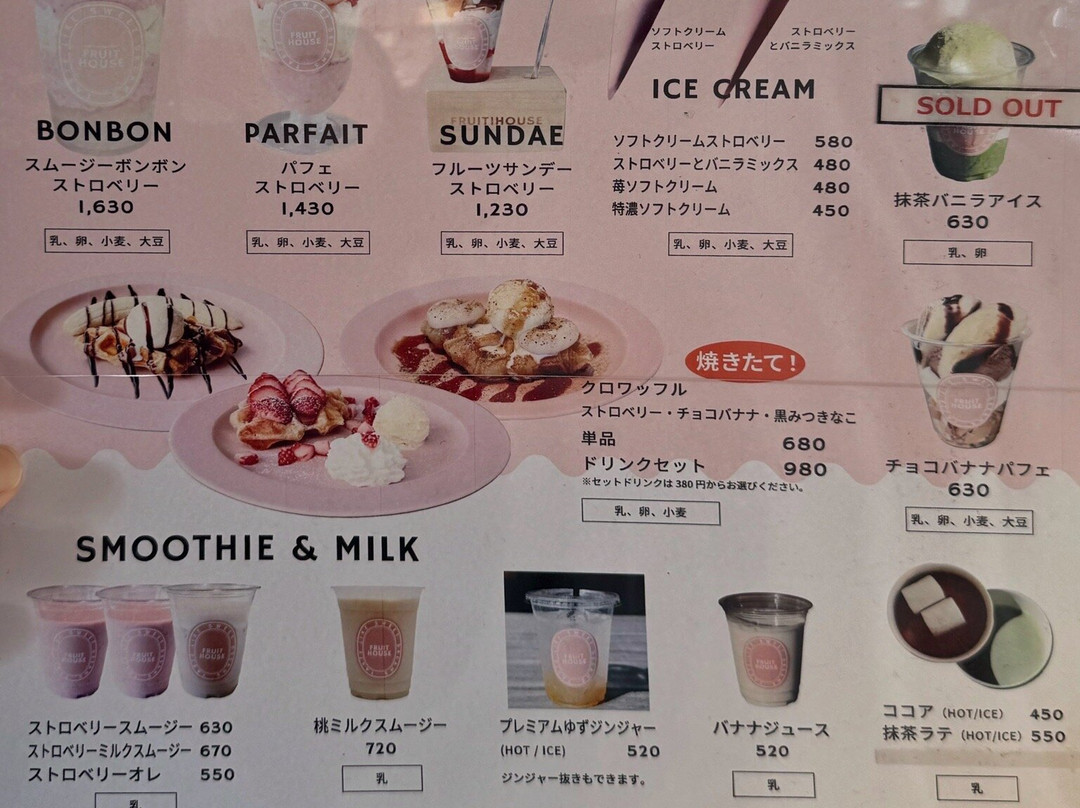 FRUIT HOUSE
FRUIT HOUSE
FRUITIHOUSE
BONBON
スムージーボンボン
ストロベリー
1,630
乳、卵、小麦、大豆
PARFAIT
パフェ
ストロベリー
1,430
乳、卵、小麦、大豆
SUNDAE
フルーツサンデー
ストロベリー
1,230
乳、卵、小麦、大豆
ソフトクリーム
ストロベリー
ストロベリー
とバニラミックス
ICE CREAM
ソフトクリームストロベリー 580
ストロベリーとバニラミックス 480
苺ソフトクリーム 480
特濃ソフトクリーム 450
乳、卵、小麦、大豆
SOLD OUT
抹茶バニラアイス
630
乳、卵
焼きたて!
クロワッフル
ストロベリー・チョコバナナ・黒みつきなこ
単品 680
ドリンクセット 980
※セットドリンクは 380 円からお選びください。
乳、卵、小麦
FRUIT HOUSE
チョコバナナパフェ
630
乳、卵、小麦、大豆
SMOOTHIE & MILK
FRUIT HOUSE
FRUIT HOUSE
FRUIT HOUSE
ストロベリースムージー 630
ストロベリーミルクスムージー 670
ストロベリーオレ 550
乳
FRUIT HOUSE
桃ミルクスムージー
720
乳
FRUIT HOUSE
プレミアムゆずジンジャー
(HOT / ICE) 520
ジンジャー抜きもできます。
FRUIT HOUSE
バナナジュース
520
乳
ココア (HOT/ICE) 450
抹茶ラテ (HOT/ICE) 550
乳